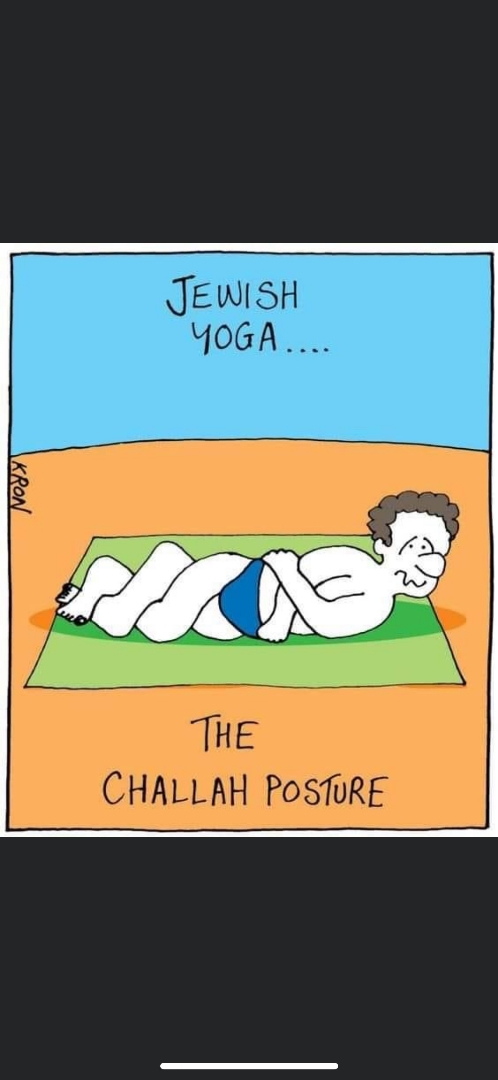 JEWISH
YOGA....
KRON
THE
CHALLAH POSTURE